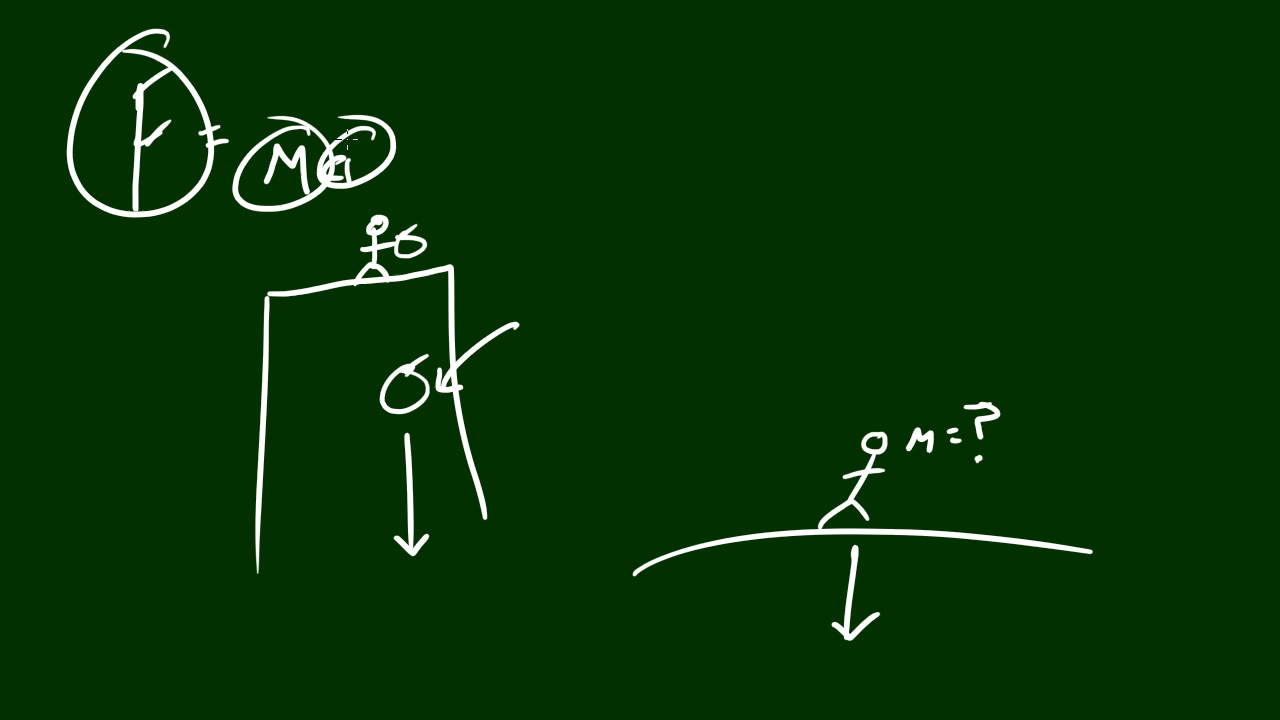 F = Ma
M = ?